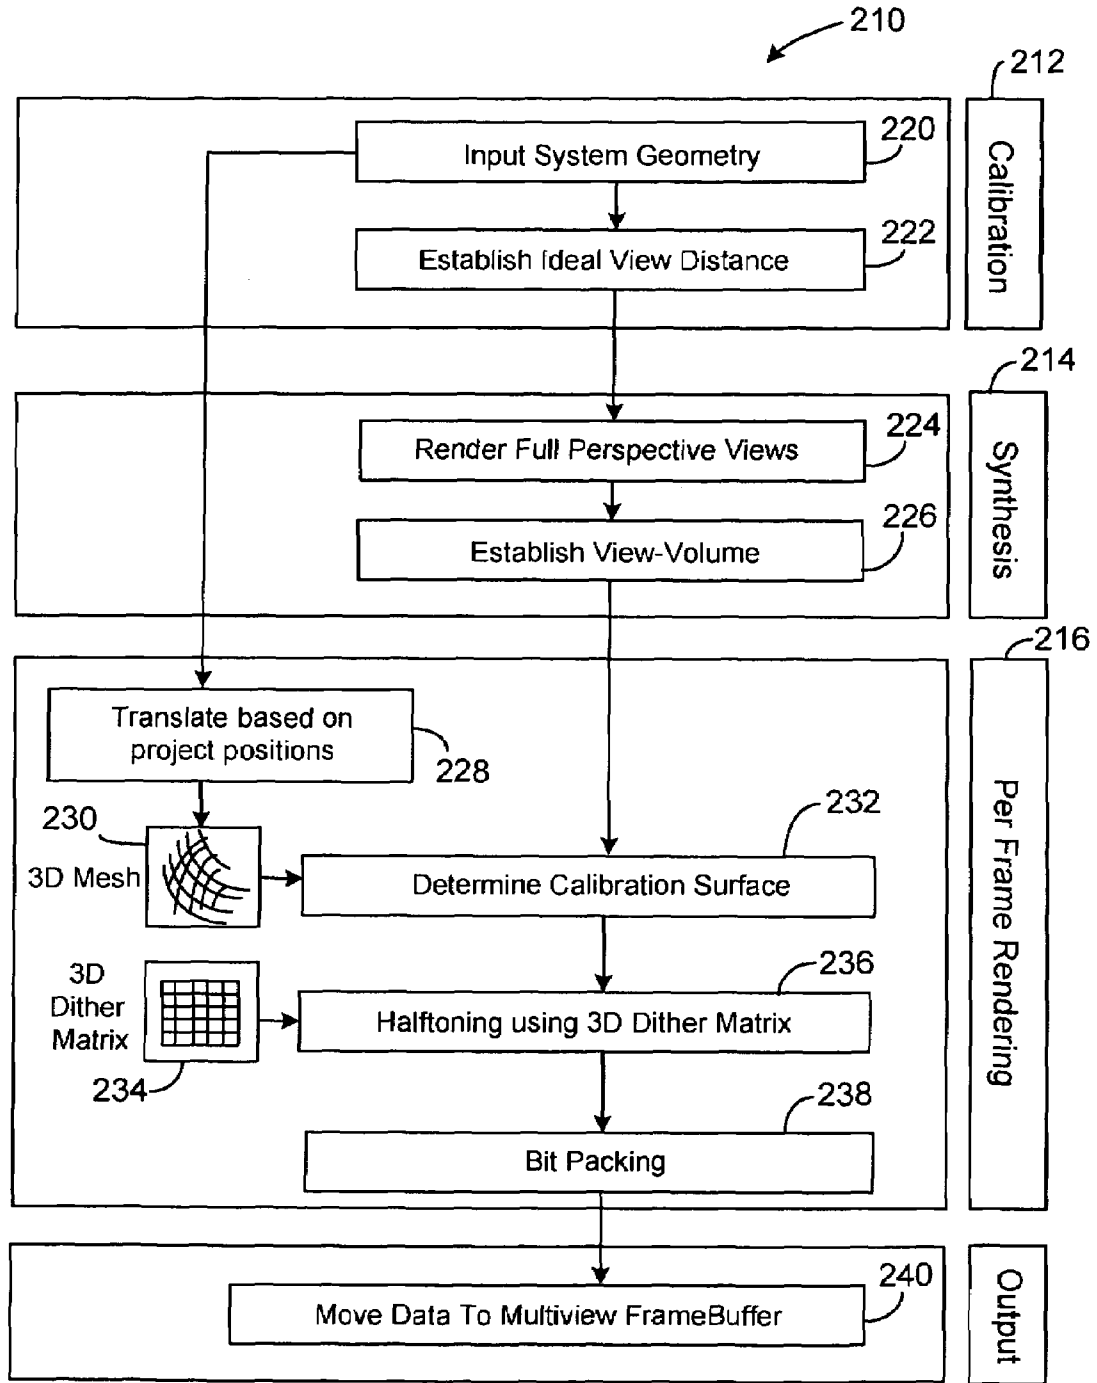 210
212
Calibration
220
Input System Geometry
222
Establish Ideal View Distance
214
Synthesis
224
Render Full Perspective Views
226
Establish View-Volume
216
Per Frame Rendering
Translate based on
project positions
228
230
3D Mesh
232
Determine Calibration Surface
3D
Dither
Matrix
234
236
Halftoning using 3D Dither Matrix
238
Bit Packing
Output
240
Move Data To Multiview FrameBuffer